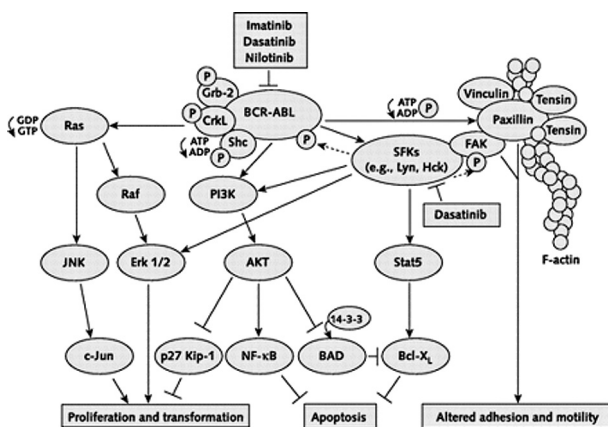 Imatinib
Dasatinib
Nilotinib
P
Grb-2
BCR-ABL
CrkL
P
Shc
P
P
ATP
ADP
GDP
GTP
Ras
ATP
ADP
P
Vinculin
Tensin
Paxillin
Tensin
FAK
P
SFKs
(e.g., Lyn, Hck)
Raf
PI3K
Dasatinib
F-actin
JNK
Erk 1/2
AKT
Stat5
14-3-3
c-Jun
p27 Kip-1
NF-κB
BAD
Bcl-XL
Proliferation and transformation
Apoptosis
Altered adhesion and motility